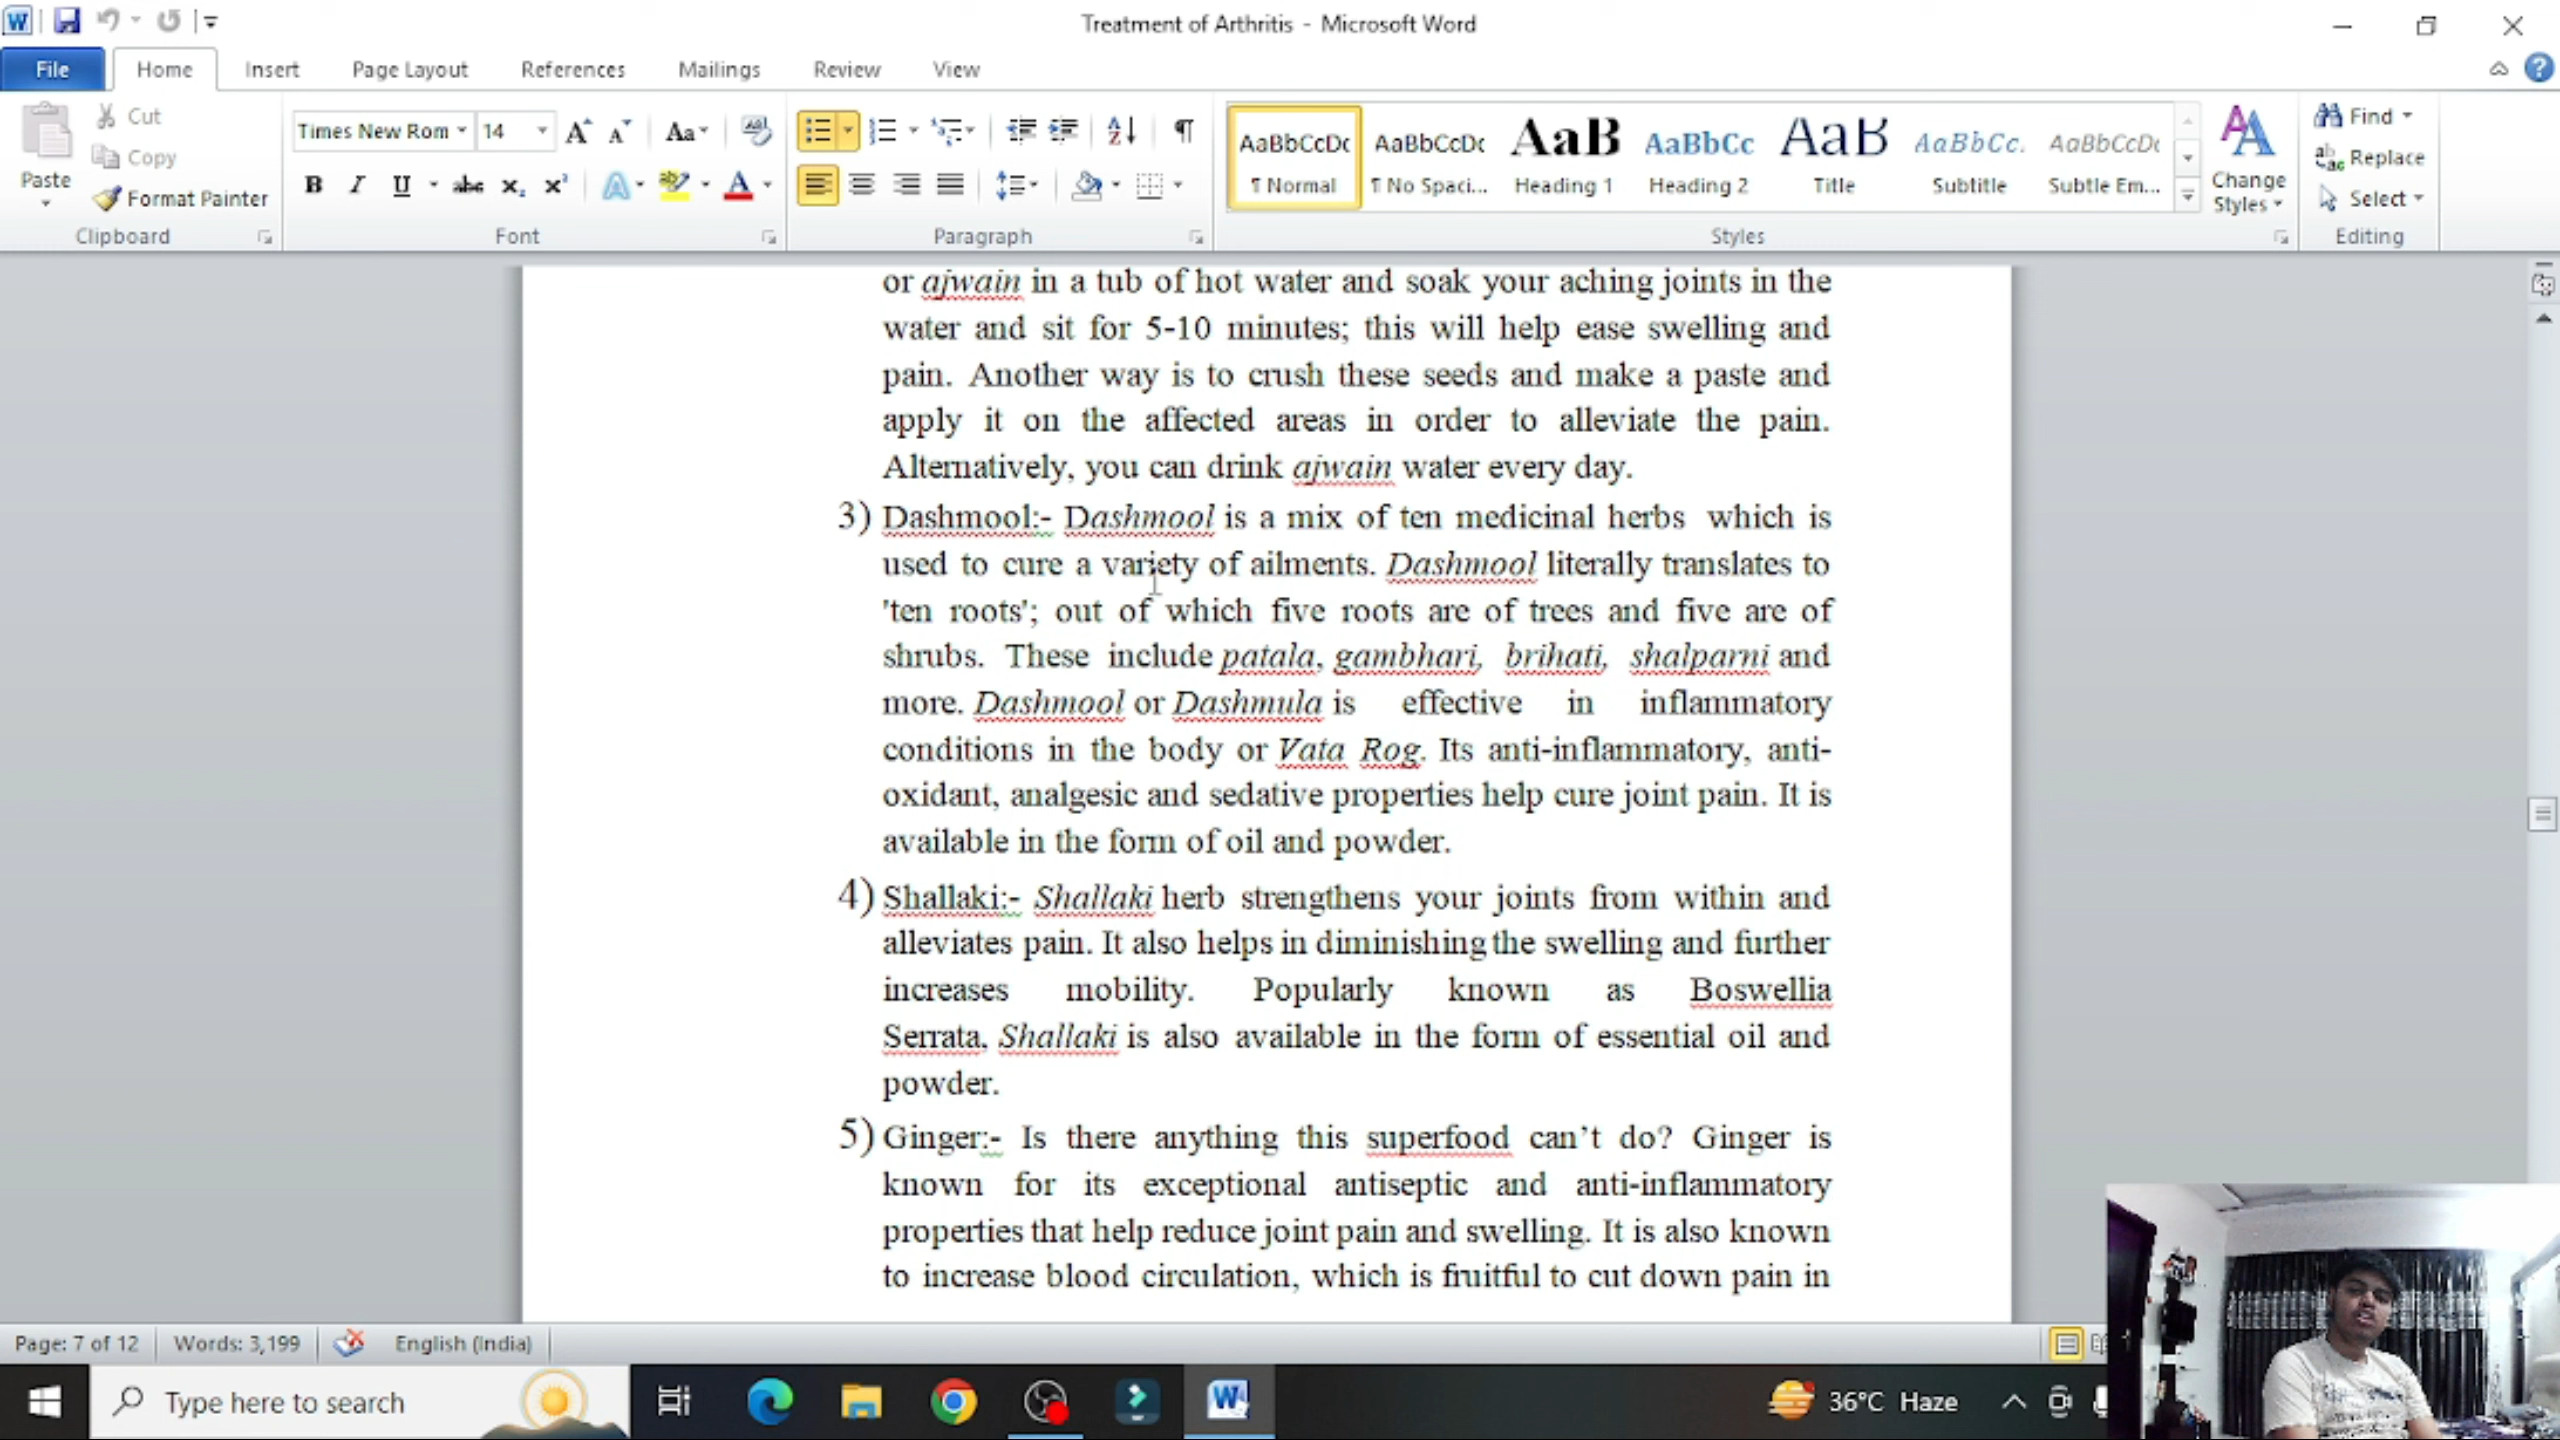 Treatment of Arthritis - Microsoft Word
File Home Insert Page Layout References Mailings Review View
Paste
Cut
Copy
Format Painter
Clipboard
Times New Rom 14
Font
Paragraph
AaBbCcDc AaBbCcDc AaB AaBbCc AaB AaBbCc. AaBbCcDc
¶ Normal ¶ No Spaci... Heading 1 Heading 2 Title Subtitle Subtle Em...
Change
Styles
Styles
Find
Replace
Select
Editing
or ajwain in a tub of hot water and soak your aching joints in the
water and sit for 5-10 minutes; this will help ease swelling and
pain. Another way is to crush these seeds and make a paste and
apply it on the affected areas in order to alleviate the pain.
Alternatively, you can drink ajwain water every day.
3) Dashmool:- Dashmool is a mix of ten medicinal herbs which is
used to cure a variety of ailments. Dashmool literally translates to
'ten roots'; out of which five roots are of trees and five are of
shrubs. These include patala, gambhari, brihati, shalparni and
more. Dashmool or Dashmula is effective in inflammatory
conditions in the body or Vata Rog. Its anti-inflammatory, anti-
oxidant, analgesic and sedative properties help cure joint pain. It is
available in the form of oil and powder.
4) Shallaki:- Shallaki herb strengthens your joints from within and
alleviates pain. It also helps in diminishing the swelling and further
increases mobility. Popularly known as Boswellia
Serrata, Shallaki is also available in the form of essential oil and
powder.
5) Ginger:- Is there anything this superfood can’t do? Ginger is
known for its exceptional antiseptic and anti-inflammatory
properties that help reduce joint pain and swelling. It is also known
to increase blood circulation, which is fruitful to cut down pain in
Page: 7 of 12 Words: 3,199 English (India)
Type here to search
36°C Haze